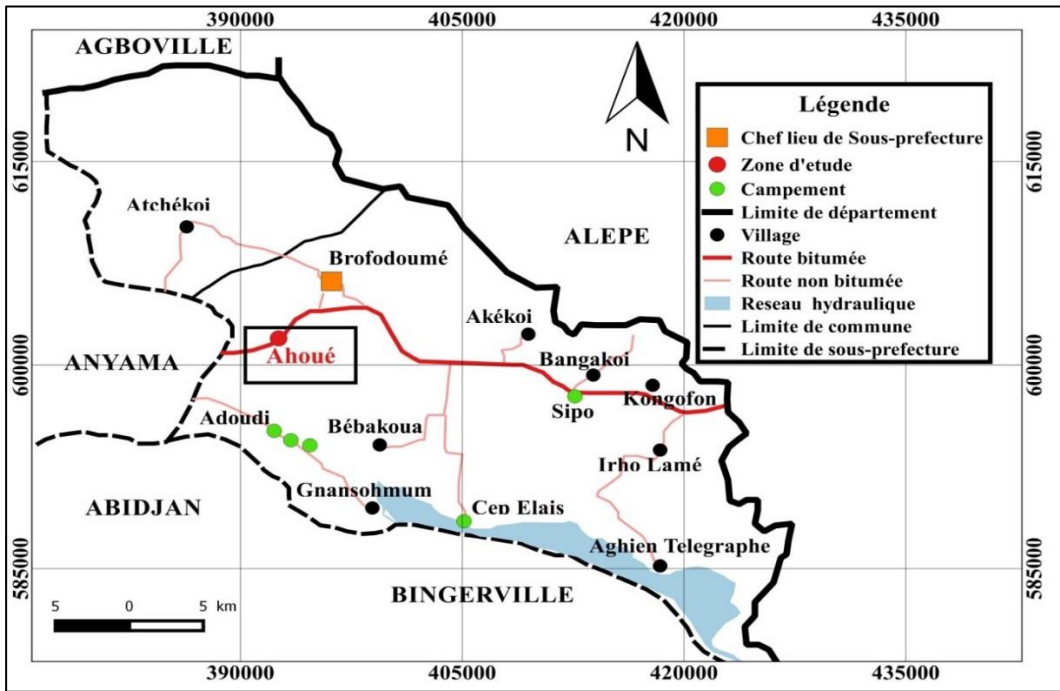 390000 405000 420000 435000
AGBOVILLE
N
Légende
Chef lieu de Sous-prefecture
Zone d'etude
Campement
Limite de département
Village
Route bitumée
Route non bitumée
Reseau hydraulique
Limite de commune
Limite de sous-prefecture
615000 615000
Atchékoi
ALEPE
Brofodoumé
Akékoi
ANYAMA
Ahoué
Bangakoi
600000 600000
Sipo
Kongofon
Adoudi
Bébakoua
Irho Lamé
Gnansohmum
ABIDJAN
Cep Elais
Aghien Telegraphe
585000 585000
BINGERVILLE
5 0 5 km
390000 405000 420000 435000